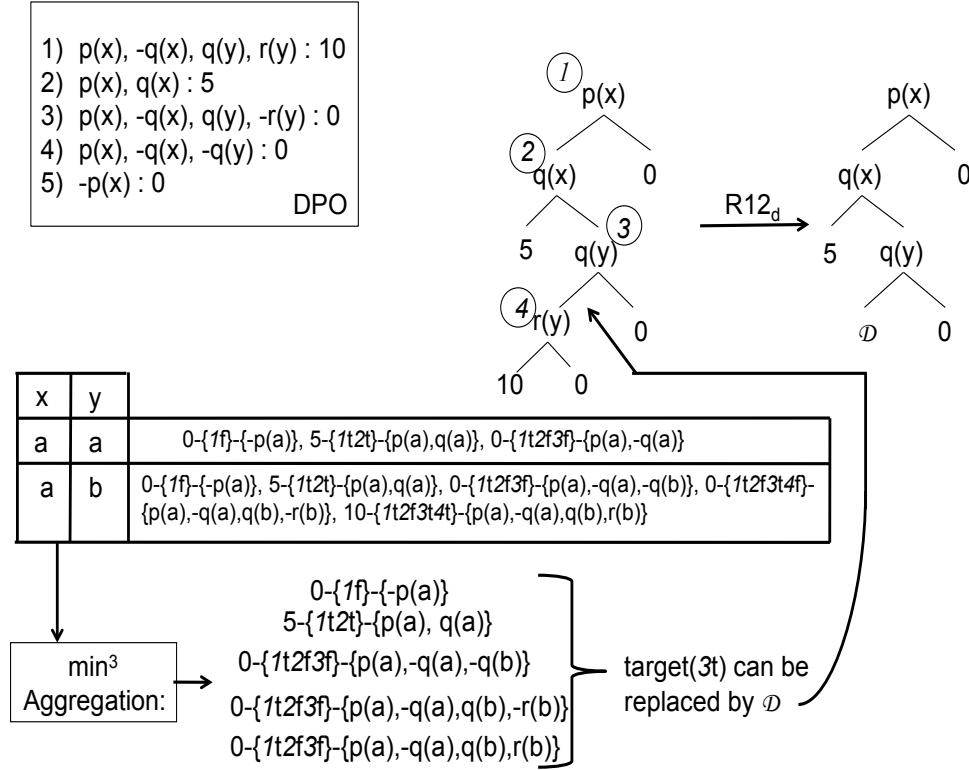 1) p(x), -q(x), q(y), r(y) : 10
2) p(x), q(x) : 5
3) p(x), -q(x), q(y), -r(y) : 0
4) p(x), -q(x), -q(y) : 0
5) -p(x) : 0
DPO
1
p(x)
2
q(x)
0
3
5
q(y)
4
r(y)
0
10
0
R12d
p(x)
q(x)
0
5
q(y)
𝒟
0
x
y
a
a
0-{1f}-{-p(a)}, 5-{1t2t}-{p(a),q(a)}, 0-{1t2f3f}-{p(a),-q(a)}
a
b
0-{1f}-{-p(a)}, 5-{1t2t}-{p(a),q(a)}, 0-{1t2f3f}-{p(a),-q(a),-q(b)}, 0-{1t2f3t4f}-
{p(a),-q(a),q(b),-r(b)}, 10-{1t2f3t4t}-{p(a),-q(a),q(b),r(b)}
min³
Aggregation:
0-{1f}-{-p(a)}
5-{1t2t}-{p(a), q(a)}
0-{1t2f3f}-{p(a),-q(a),-q(b)}
0-{1t2f3f}-{p(a),-q(a),q(b),-r(b)}
0-{1t2f3f}-{p(a),-q(a),q(b),r(b)}
target(3t) can be
replaced by 𝒟